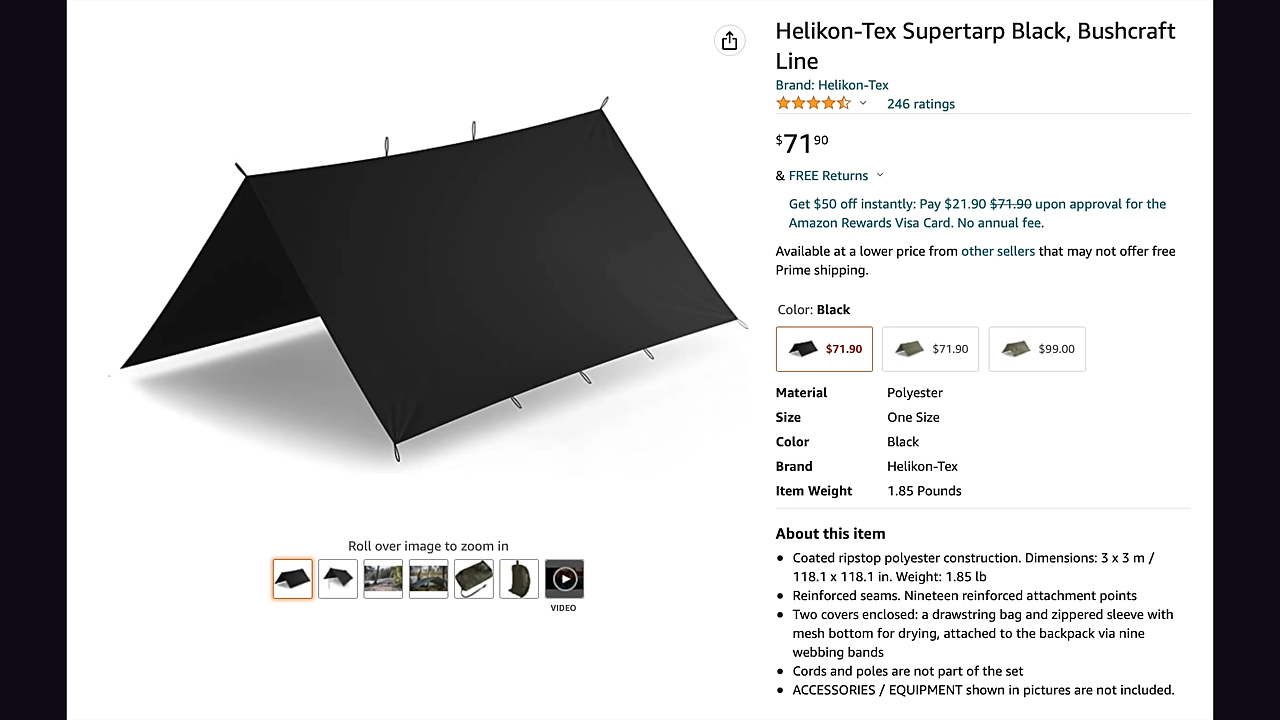 Helikon-Tex Supertarp Black, Bushcraft
Line
Brand: Helikon-Tex
246 ratings
$7190
& FREE Returns
Get $50 off instantly: Pay $21.90 $71.90 upon approval for the
Amazon Rewards Visa Card. No annual fee.
Available at a lower price from other sellers that may not offer free
Prime shipping.
Color: Black
$71.90 $71.90 $99.00
Material Polyester
Size One Size
Color Black
Brand Helikon-Tex
Item Weight 1.85 Pounds
About this item
• Coated ripstop polyester construction. Dimensions: 3 x 3 m /
118.1 x 118.1 in. Weight: 1.85 lb
• Reinforced seams. Nineteen reinforced attachment points
• Two covers enclosed: a drawstring bag and zippered sleeve with
mesh bottom for drying, attached to the backpack via nine
webbing bands
• Cords and poles are not part of the set
• ACCESSORIES / EQUIPMENT shown in pictures are not included.
Roll over image to zoom in
VIDEO